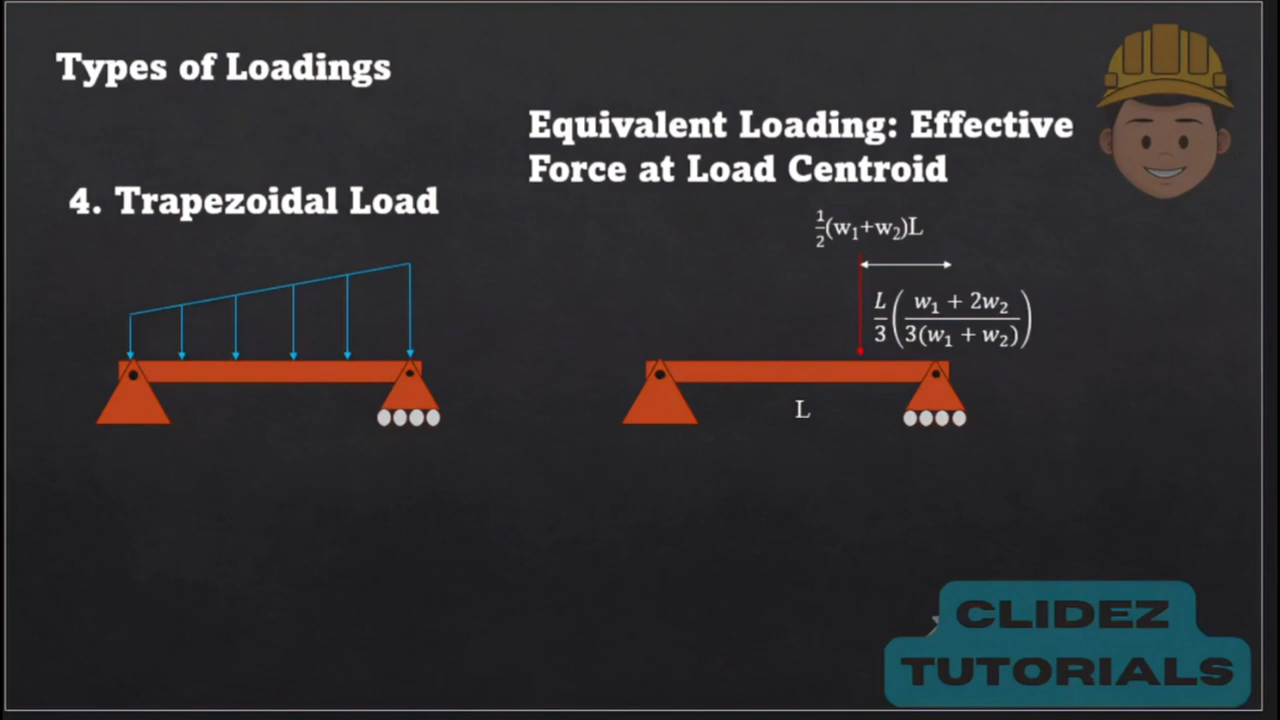 Types of Loadings
Equivalent Loading: Effective
Force at Load Centroid
4. Trapezoidal Load
½(w₁+w₂)L
L/3 ((w₁ + 2w₂)/(3(w₁ + w₂)))
L
CLIDEZ
TUTORIALS